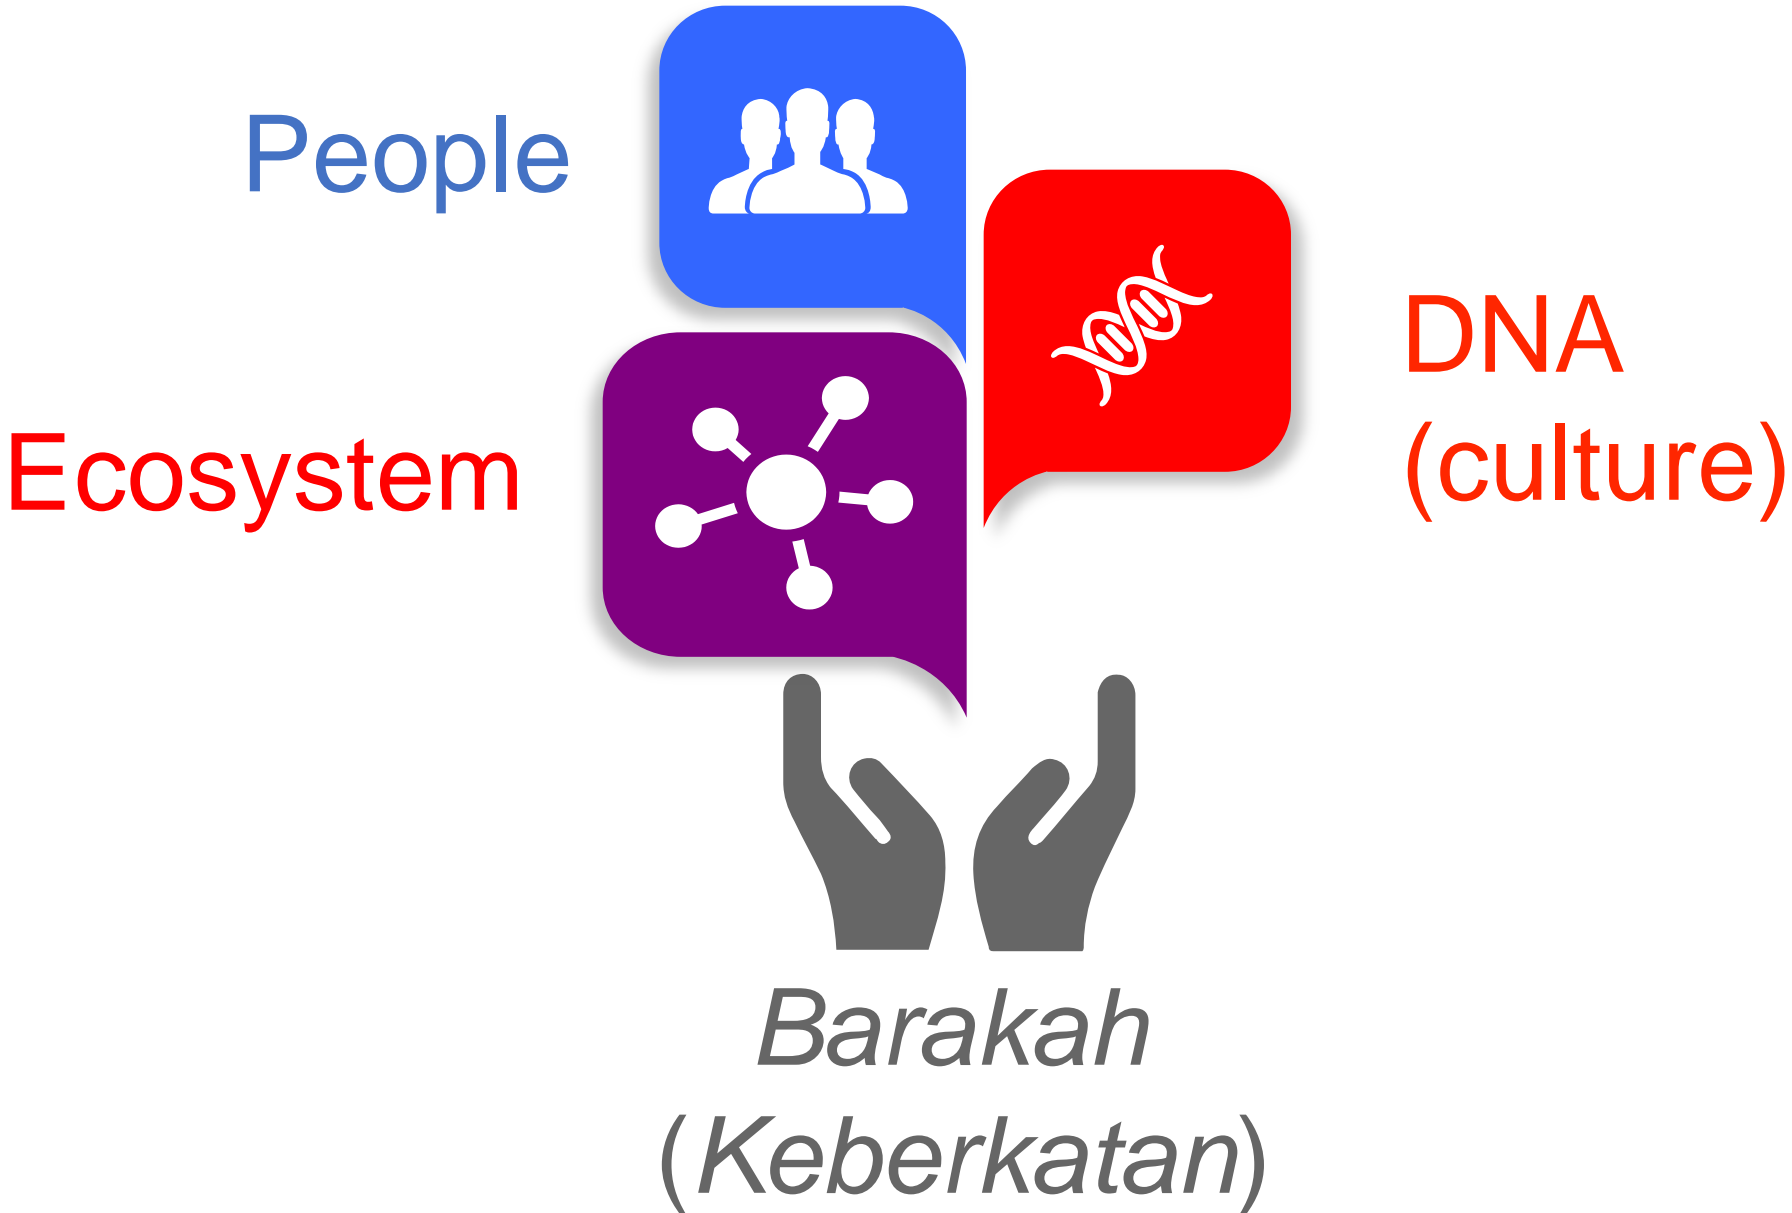 People
DNA
(culture)
Ecosystem
Barakah
(Keberkatan)